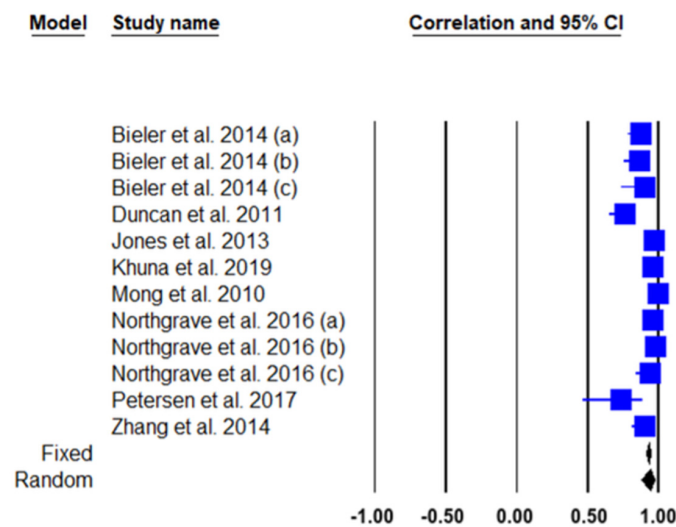 Model Study name Correlation and 95% CI
Bieler et al. 2014 (a)
Bieler et al. 2014 (b)
Bieler et al. 2014 (c)
Duncan et al. 2011
Jones et al. 2013
Khuna et al. 2019
Mong et al. 2010
Northgrave et al. 2016 (a)
Northgrave et al. 2016 (b)
Northgrave et al. 2016 (c)
Petersen et al. 2017
Zhang et al. 2014
Fixed
Random
-1.00 -0.50 0.00 0.50 1.00